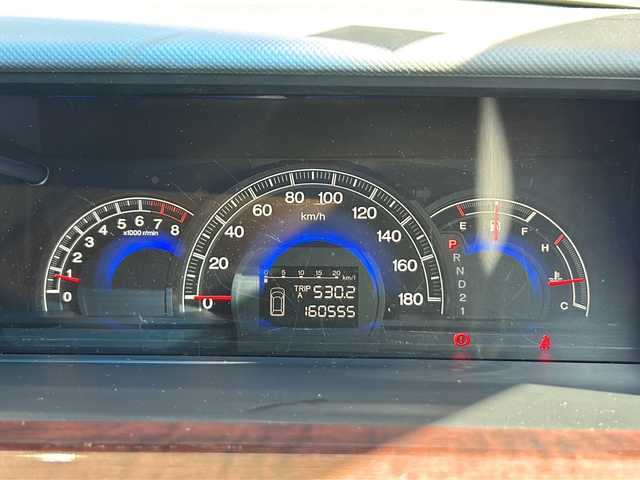 0 1 2 3 4 5 6 7 8
x1000 r/min
0 20 40 60 80 100 120 140 160 180
km/h
0 5 10 15 20 km/l
TRIP A 530.2
160555
P
R
N
D
2
1
E F
H
C